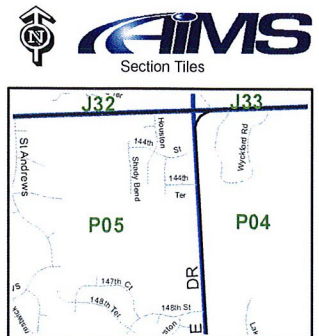 N
AIMS
Section Tiles
J32
J33
St Andrews
Houston
144th
St
Shady Bend
144th
Ter
Wyckford Rd
P05
P04
DR
E
147th Ct
148th Ter
148th St